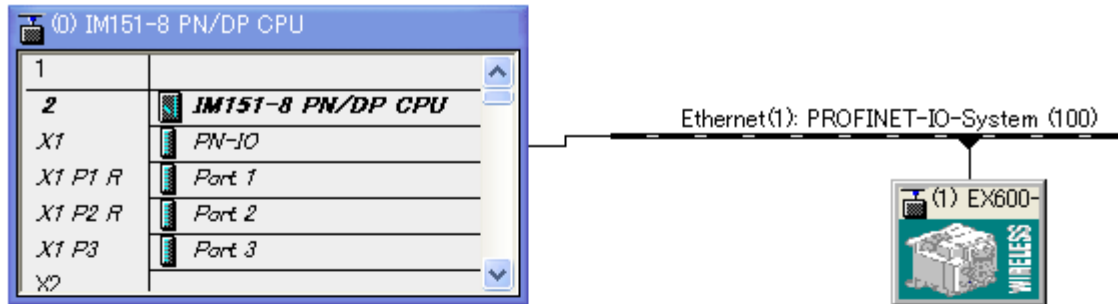 (0) IM151-8 PN/DP CPU
1
2 IM151-8 PN/DP CPU
X1 PN-IO
X1 P1 R Port 1
X1 P2 R Port 2
X1 P3 Port 3
X2
Ethernet(1): PROFINET-IO-System (100)
(1) EX600-
WIRELESS